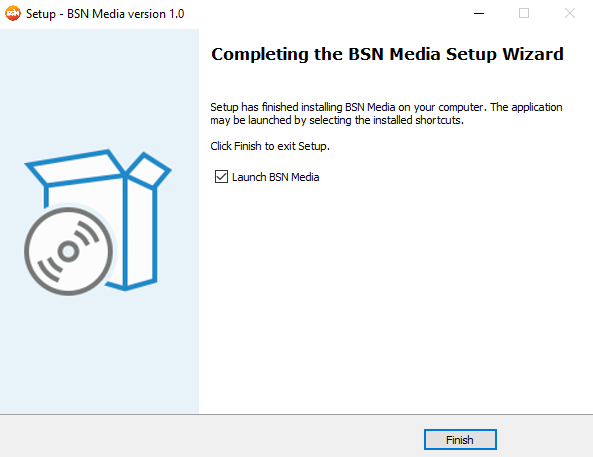 BSN
Setup - BSN Media version 1.0
Completing the BSN Media Setup Wizard
Setup has finished installing BSN Media on your computer. The application
may be launched by selecting the installed shortcuts.
Click Finish to exit Setup.
Launch BSN Media
Finish